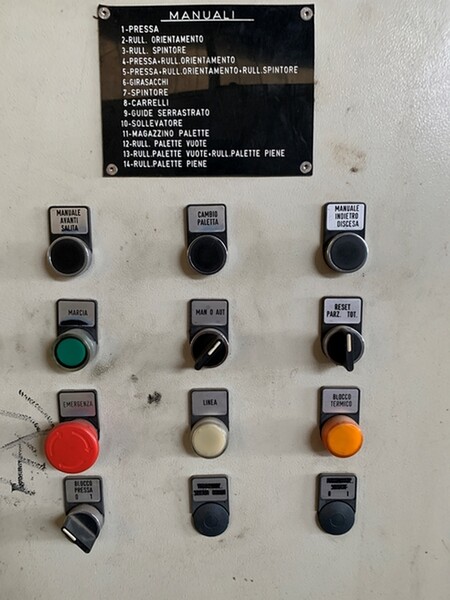 MANUALI
1-PRESSA
2-RULL. ORIENTAMENTO
3-RULL. SPINTORE
4-PRESSA+RULL.ORIENTAMENTO
5-PRESSA+RULL.ORIENTAMENTO+RULL.SPINTORE
6-GIRASACCHI
7-SPINTORE
8-CARRELLI
9-GUIDE SERRASTRATO
10-SOLLEVATORE
11-MAGAZZINO PALETTE
12-RULL. PALETTE VUOTE
13-RULL.PALETTE VUOTE+RULL.PALETTE PIENE
14-RULL.PALETTE PIENE
MANUALE
AVANTI
SALITA
CAMBIO
PALETTA
MANUALE
INDIETRO
DISCESA
MARCIA
MAN 0 AUT
RESET
PARZ. TOT.
EMERGENZA
LINEA
BLOCCO
TERMICO
BLOCCO
PRESSA
0 1
0 1